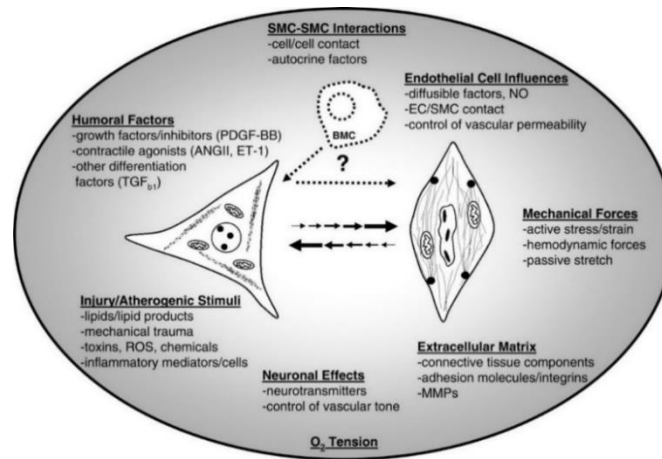 SMC-SMC Interactions
-cell/cell contact
-autocrine factors
Endothelial Cell Influences
-diffusible factors, NO
-EC/SMC contact
-control of vascular permeability
Humoral Factors
-growth factors/inhibitors (PDGF-BB)
-contractile agonists (ANGII, ET-1)
-other differentiation
factors (TGFb1)
BMC
?
Mechanical Forces
-active stress/strain
-hemodynamic forces
-passive stretch
Injury/Atherogenic Stimuli
-lipids/lipid products
-mechanical trauma
-toxins, ROS, chemicals
-inflammatory mediators/cells
Extracellular Matrix
-connective tissue components
-adhesion molecules/integrins
-MMPs
Neuronal Effects
-neurotransmitters
-control of vascular tone
O2 Tension